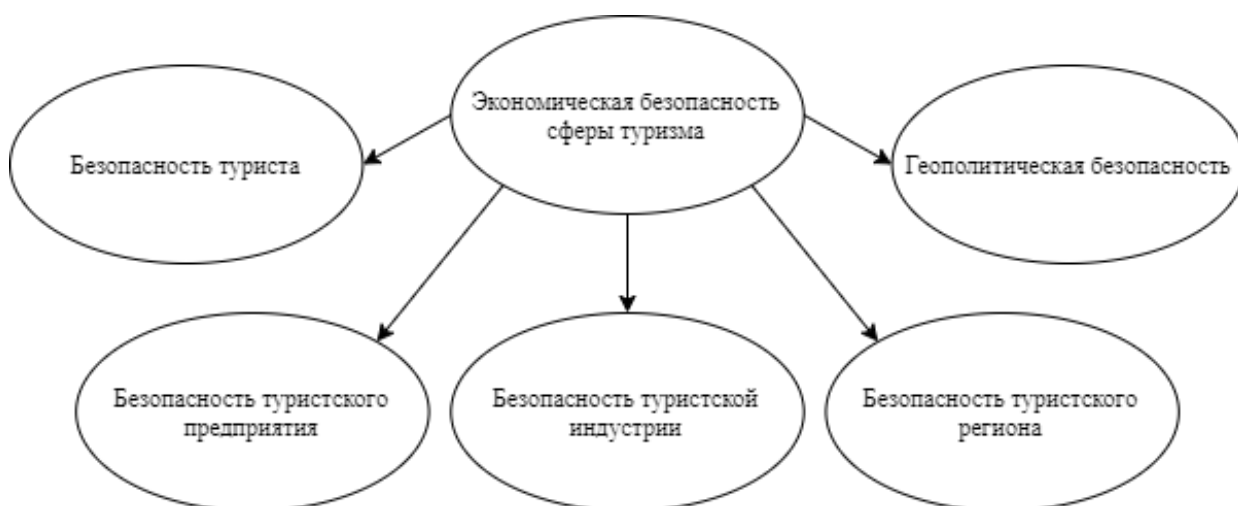 Экономическая безопасность
сферы туризма
Безопасность туриста
Геополитическая безопасность
Безопасность туристского
предприятия
Безопасность туристской
индустрии
Безопасность туристского
региона